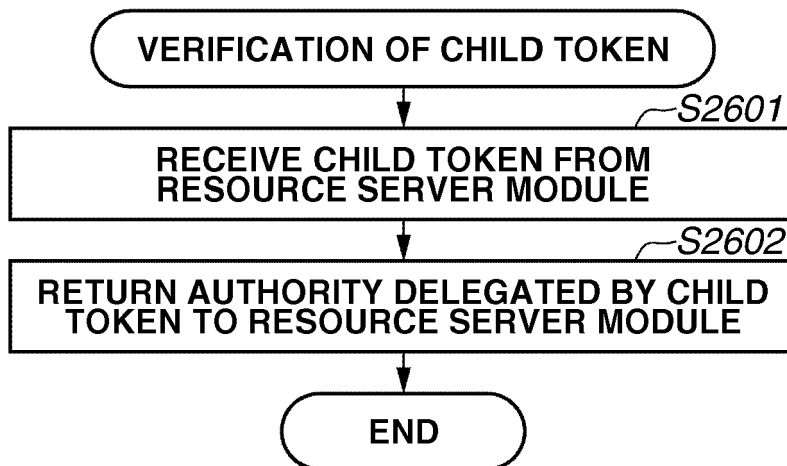 VERIFICATION OF CHILD TOKEN
S2601
RECEIVE CHILD TOKEN FROM
RESOURCE SERVER MODULE
S2602
RETURN AUTHORITY DELEGATED BY CHILD
TOKEN TO RESOURCE SERVER MODULE
END